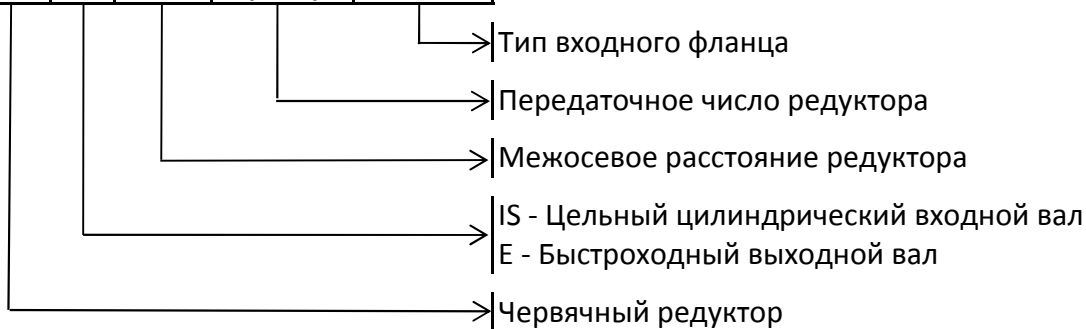 Тип входного фланца
Передаточное число редуктора
Межосевое расстояние редуктора
IS - Цельный цилиндрический входной вал
E - Быстроходный выходной вал
Червячный редуктор